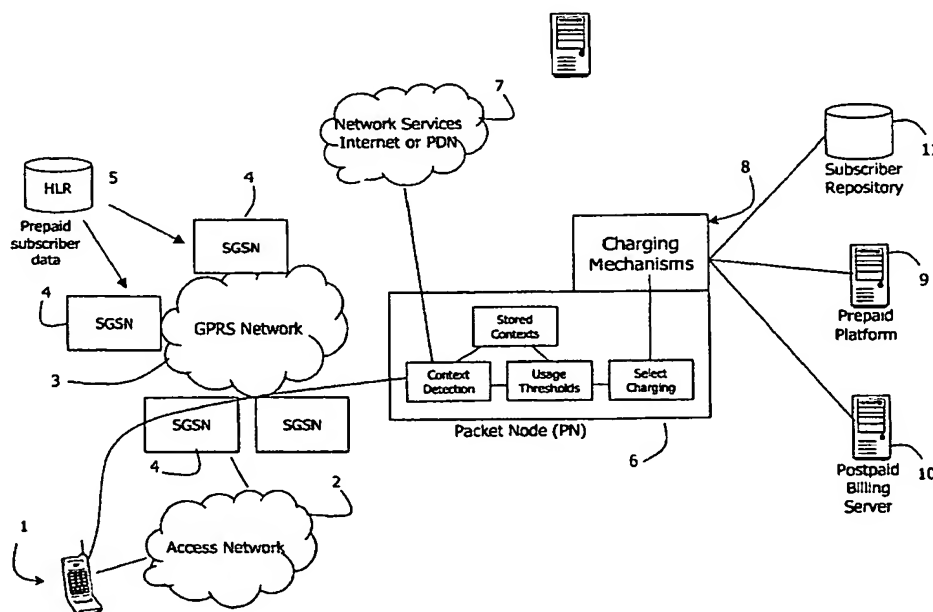 7
Network Services
Internet or PDN
HLR
5
4
Prepaid
subscriber
data
SGSN
4
SGSN
GPRS Network
3
8
Charging
Mechanisms
11
Subscriber
Repository
9
Prepaid
Platform
Stored
Contexts
Context
Detection
Usage
Thresholds
Select
Charging
Packet Node (PN)
6
SGSN
SGSN
4
2
10
Postpaid
Billing
Server
1
Access Network